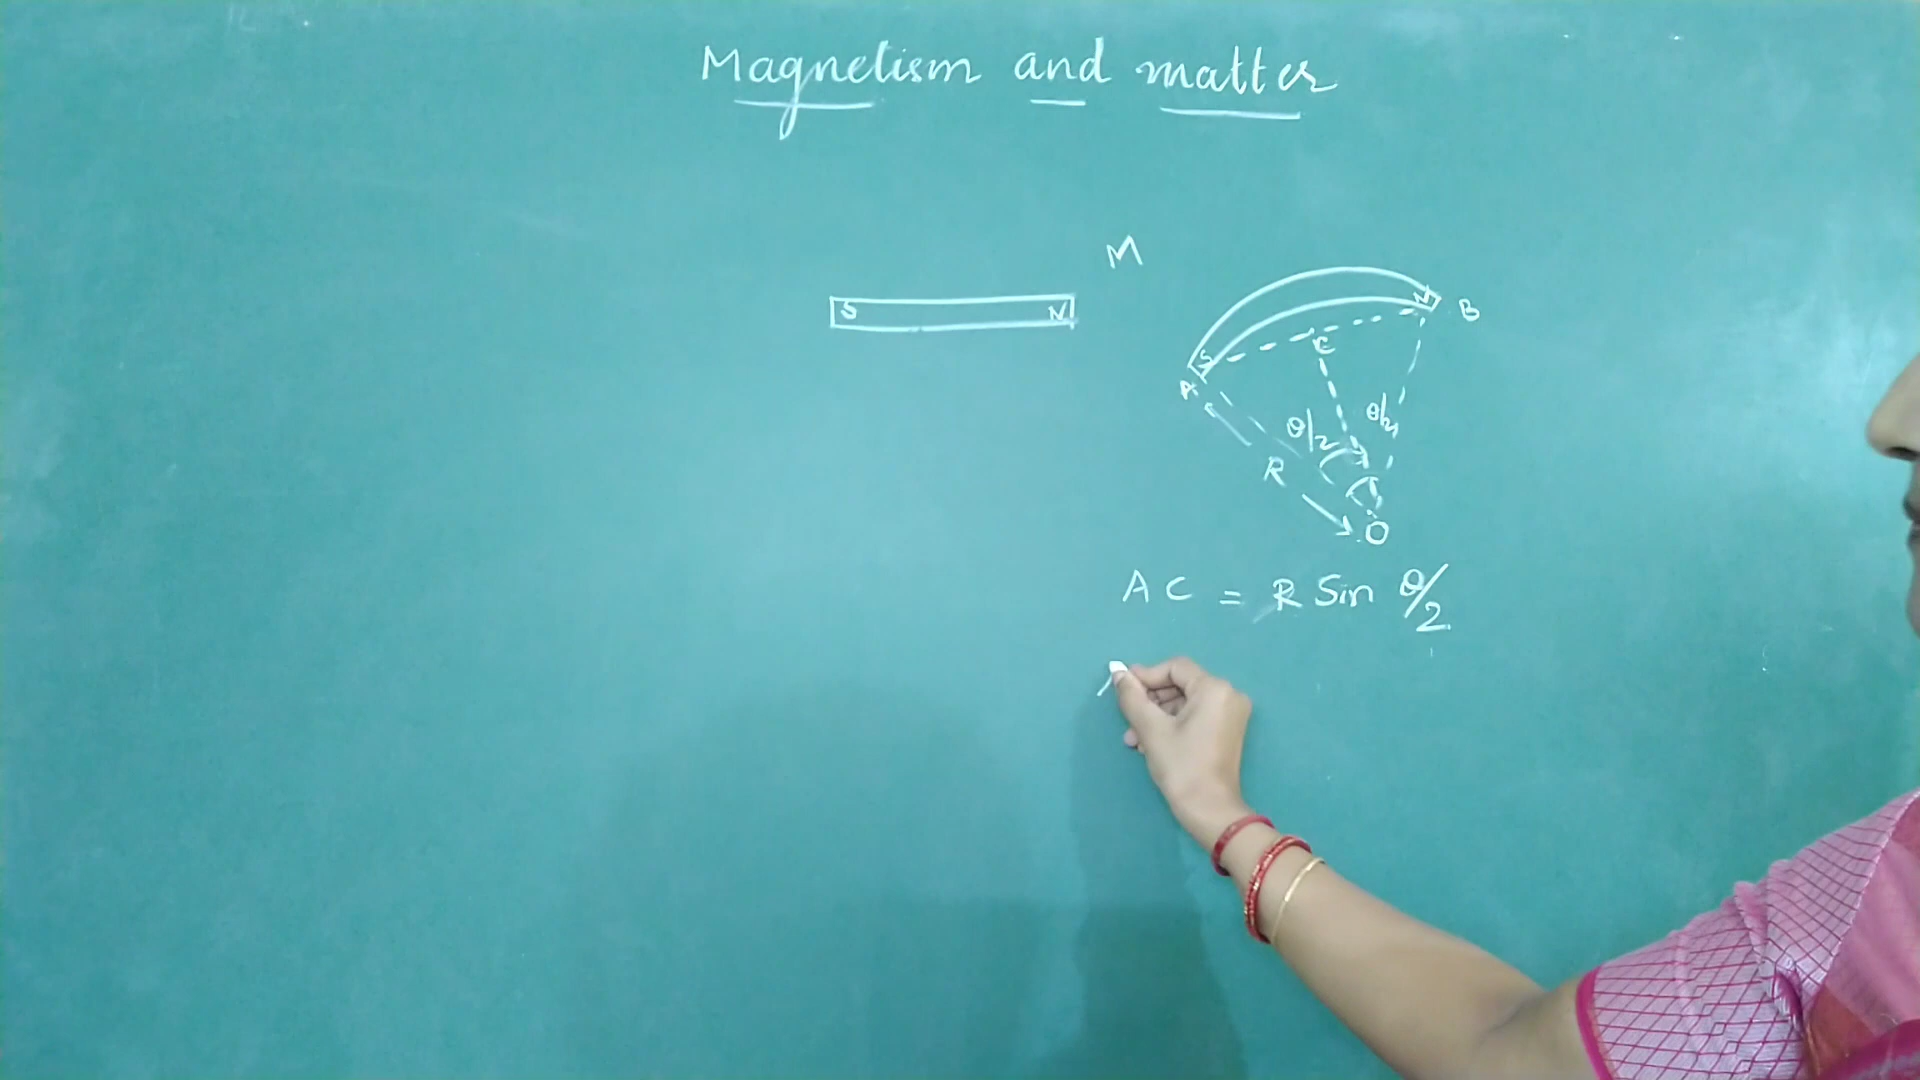 Magnetism and matter
M
S N
S N B
C
A
θ/2 θ/2
R
O
AC = R Sin θ/2